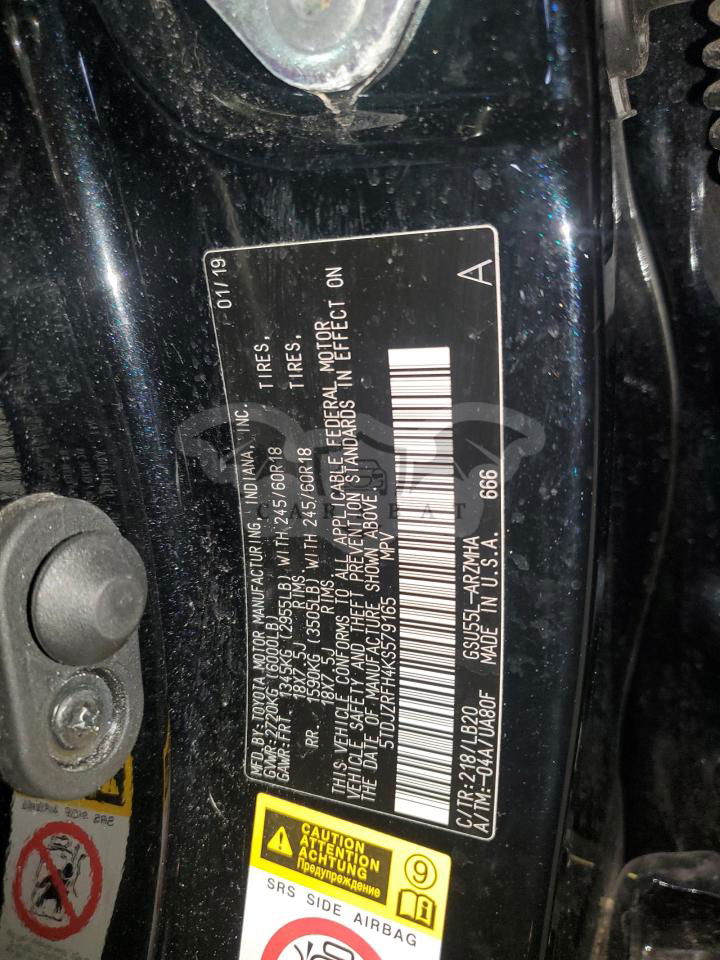 MFD.BY:TOYOTA MOTOR MANUFACTURING, INDIANA, INC. 01/19
GVWR:2720KG(6000LB)
GAWR:FRT. 1345KG (2955LB) WITH 245/60R18 TIRES,
18X7.5J RIMS
RR. 1590KG (3505LB) WITH 245/60R18 TIRES,
18X7.5J RIMS
THIS VEHICLE CONFORMS TO ALL APPLICABLE FEDERAL MOTOR
VEHICLE SAFETY AND THEFT PREVENTION STANDARDS IN EFFECT ON
THE DATE OF MANUFACTURE SHOWN ABOVE.
5TDJZRFH4KS579165 MPV
C/TR:218/LB20 GSU55L-ARZMHA 666
A/TM:-04A/UA80F MADE IN U.S.A.
A
CAUTION
ATTENTION
ACHTUNG
Предупреждение
9
SRS SIDE AIRBAG